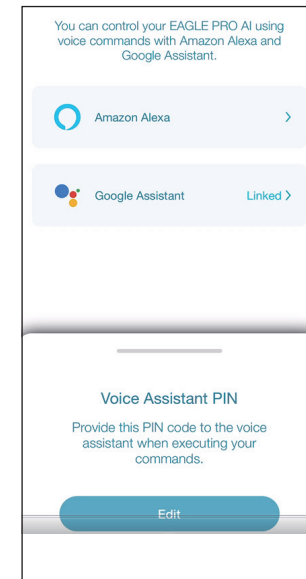 You can control your EAGLE PRO AI using
voice commands with Amazon Alexa and
Google Assistant.
Amazon Alexa
Google Assistant Linked
Voice Assistant PIN
Provide this PIN code to the voice
assistant when executing your
commands.
Edit